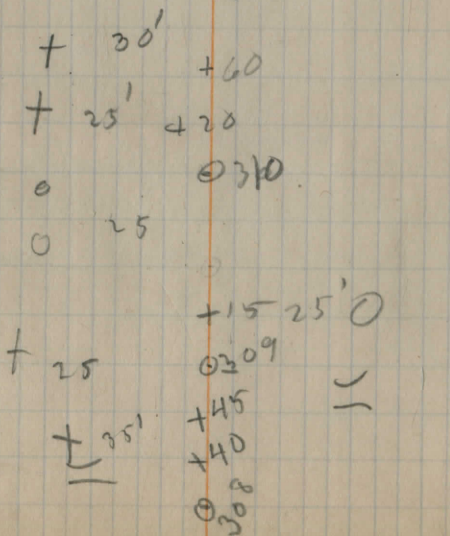 + 30'
+60
+ 25' +20
⊙310
o
O 25
+15 25' O
+ 25 ⊙309
+45
+ 35'
+40
⊙308